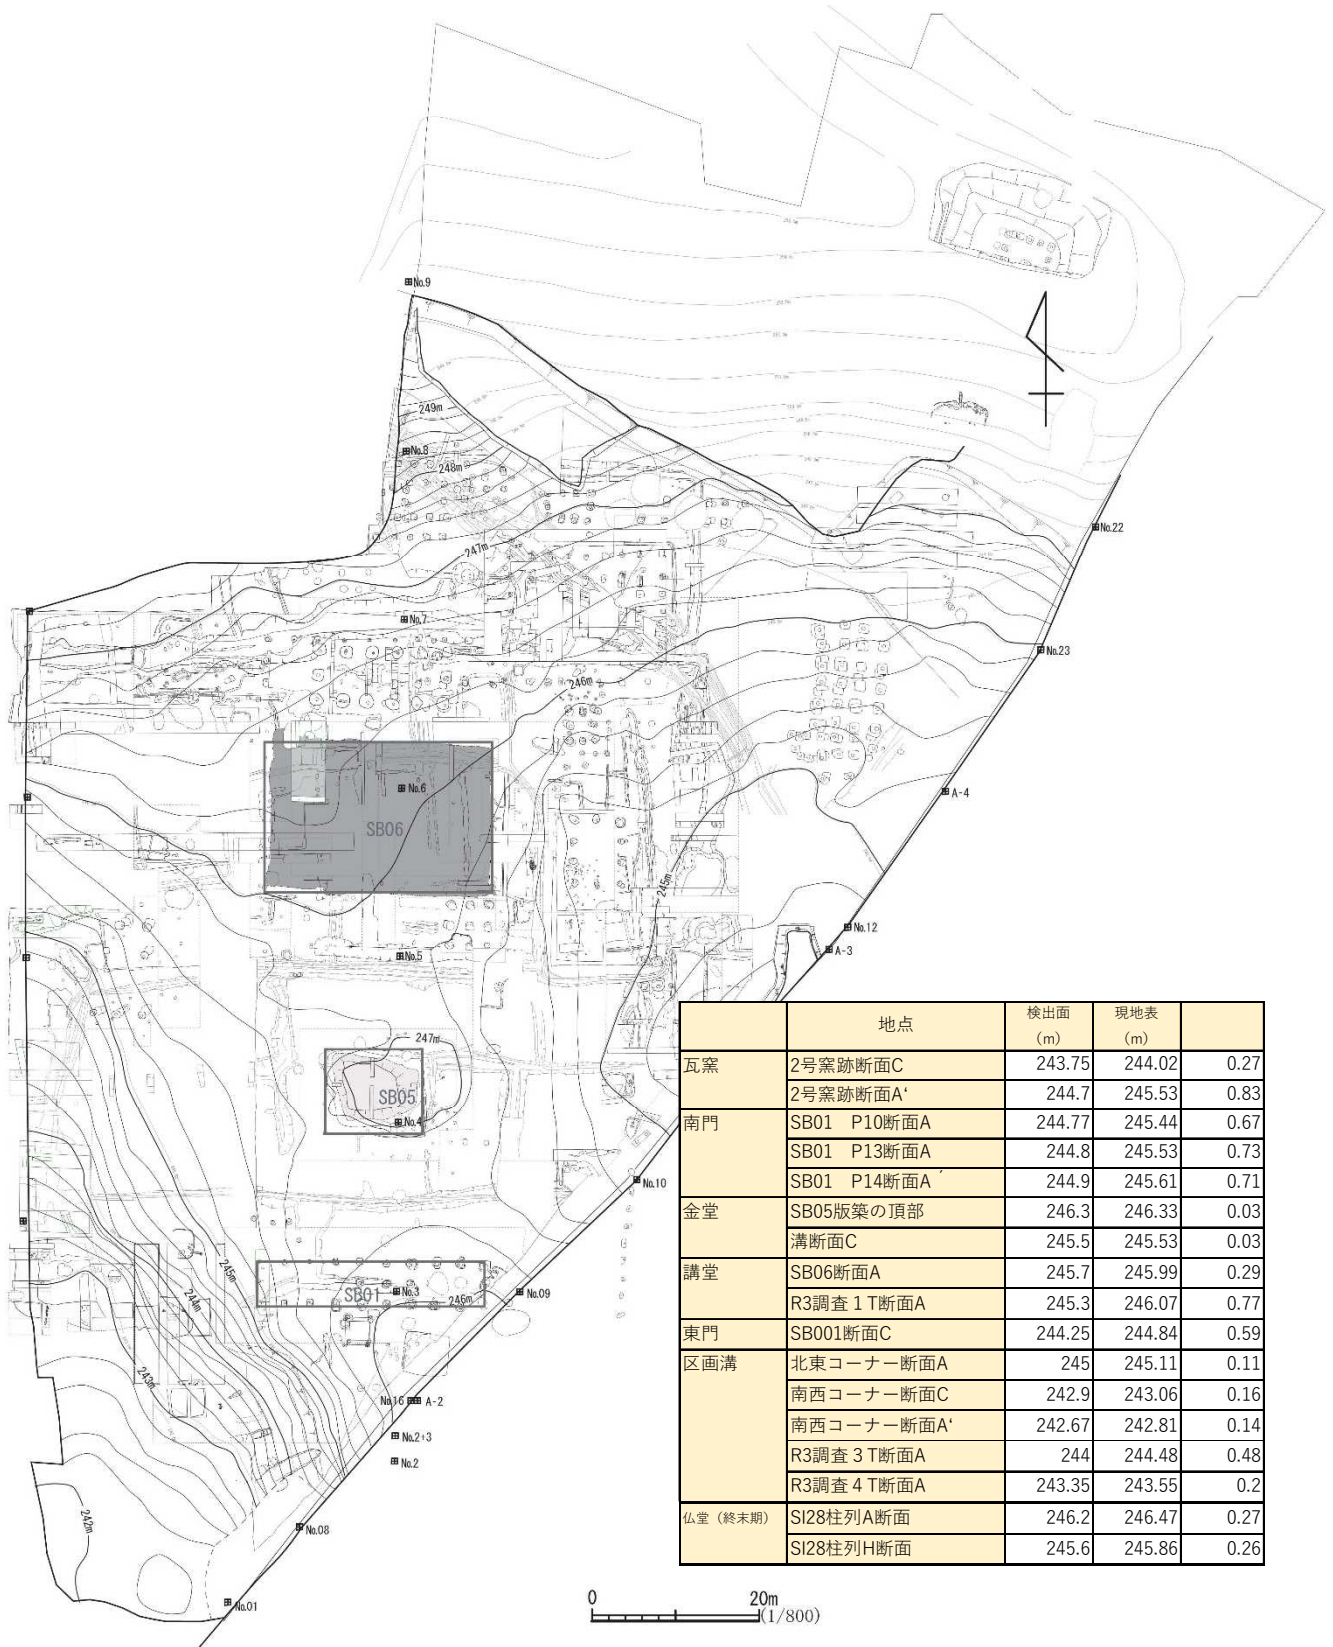 No.9
249m
No.8
248m
No.22
247m
No.7
No.23
246m
No.6
A-4
SB06
245m
No.12
A-3
No.5
247m
SB05
No.4
No.10
245m
244m
SB01
No.3
246m
No.09
243m
No.16
A-2
No.2+3
No.2
242m
No.08
No.01
地点 検出面（m） 現地表（m）
瓦窯 2号窯跡断面C 243.75 244.02 0.27
2号窯跡断面A‘ 244.7 245.53 0.83
南門 SB01　P10断面A 244.77 245.44 0.67
SB01　P13断面A 244.8 245.53 0.73
SB01　P14断面A´ 244.9 245.61 0.71
金堂 SB05版築の頂部 246.3 246.33 0.03
溝断面C 245.5 245.53 0.03
講堂 SB06断面A 245.7 245.99 0.29
R3調査１T断面A 245.3 246.07 0.77
東門 SB001断面C 244.25 244.84 0.59
区画溝 北東コーナー断面A 245 245.11 0.11
南西コーナー断面C 242.9 243.06 0.16
南西コーナー断面A‘ 242.67 242.81 0.14
R3調査３T断面A 244 244.48 0.48
R3調査４T断面A 243.35 243.55 0.2
仏堂（終末期） SI28柱列A断面 246.2 246.47 0.27
SI28柱列H断面 245.6 245.86 0.26
0 20m
(1/800)